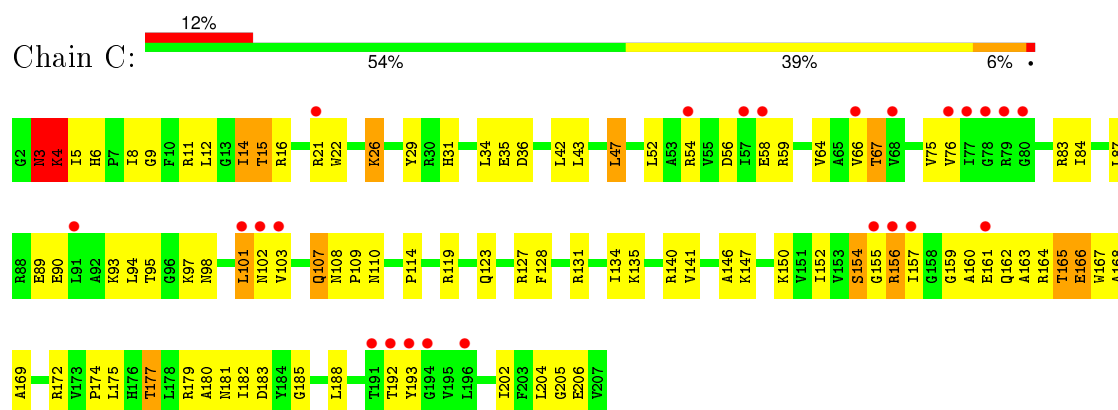 12%
Chain C:
54% 39% 6% •
G2 N3 K4 I5 H6 P7 I8 G9 F10 R11 L12 G13 I14 T15 R16 R21 W22 K26 Y29 R30 H31 L34 E35 D36 L42 L43 L47 L52 A53 R54 V55 D56 I57 E58 R59 V64 A65 V66 T67 V68 V75 V76 I77 G78 R79 G80 R83 I84 L87
R88 E89 E90 L91 A92 K93 L94 T95 G96 K97 N98 L101 N102 V103 Q107 N108 P109 N110 P114 R119 Q123 R127 F128 R131 I134 K135 R140 V141 A146 K147 K150 V151 I152 V153 S154 G155 R156 I157 G158 G159 A160 E161 Q162 A163 R164 T165 E166 W167 A168
A169 R172 V173 P174 L175 H176 T177 L178 R179 A180 N181 I182 D183 Y184 G185 L188 T191 T192 Y193 G194 V195 L196 I202 F203 L204 G205 E206 V207